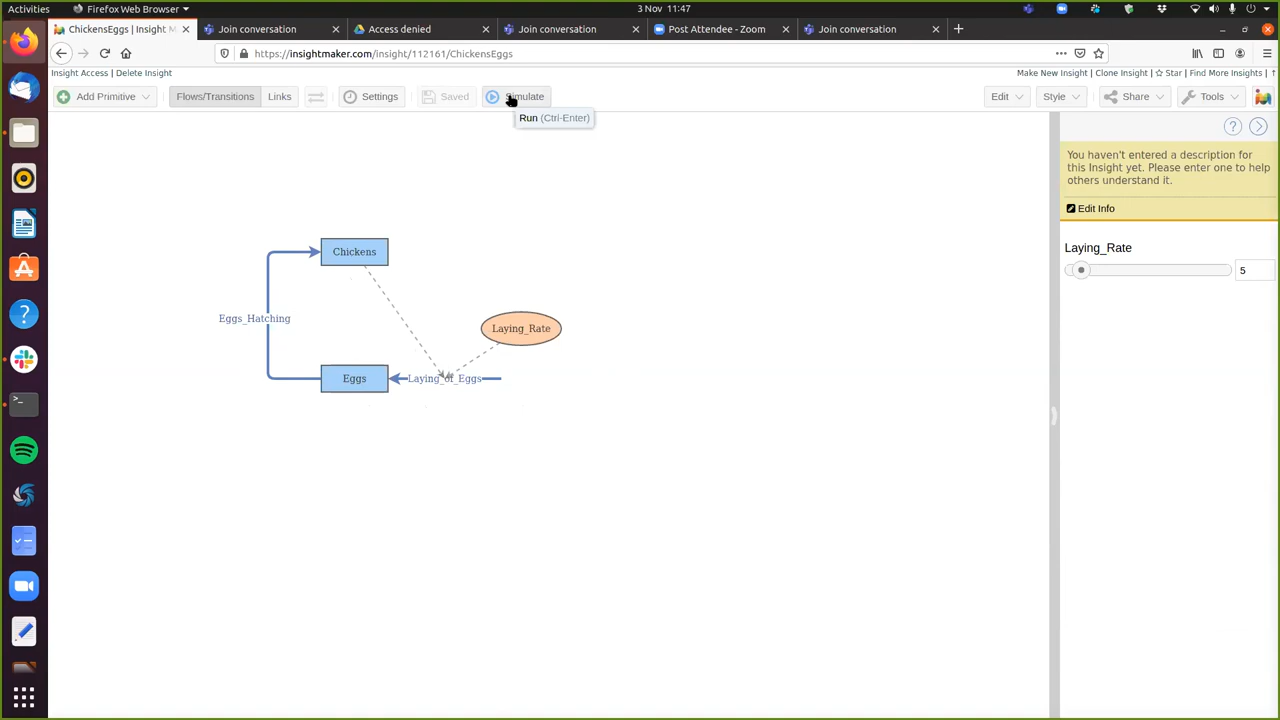 Activities
Firefox Web Browser
3 Nov 11:47
ChickensEggs | Insight M
Join conversation
Access denied
Join conversation
Post Attendee - Zoom
Join conversation
https://insightmaker.com/insight/112161/ChickensEggs
Insight Access | Delete Insight
Make New Insight | Clone Insight | ☆ Star | Find More Insights | ↑
Add Primitive
Flows/Transitions
Links
Settings
Saved
Simulate
Edit
Style
Share
Tools
Run (Ctrl-Enter)
You haven't entered a description for
this Insight yet. Please enter one to help
others understand it.
Edit Info
Laying_Rate
5
Chickens
Eggs_Hatching
Laying_Rate
Eggs
Laying_of_Eggs